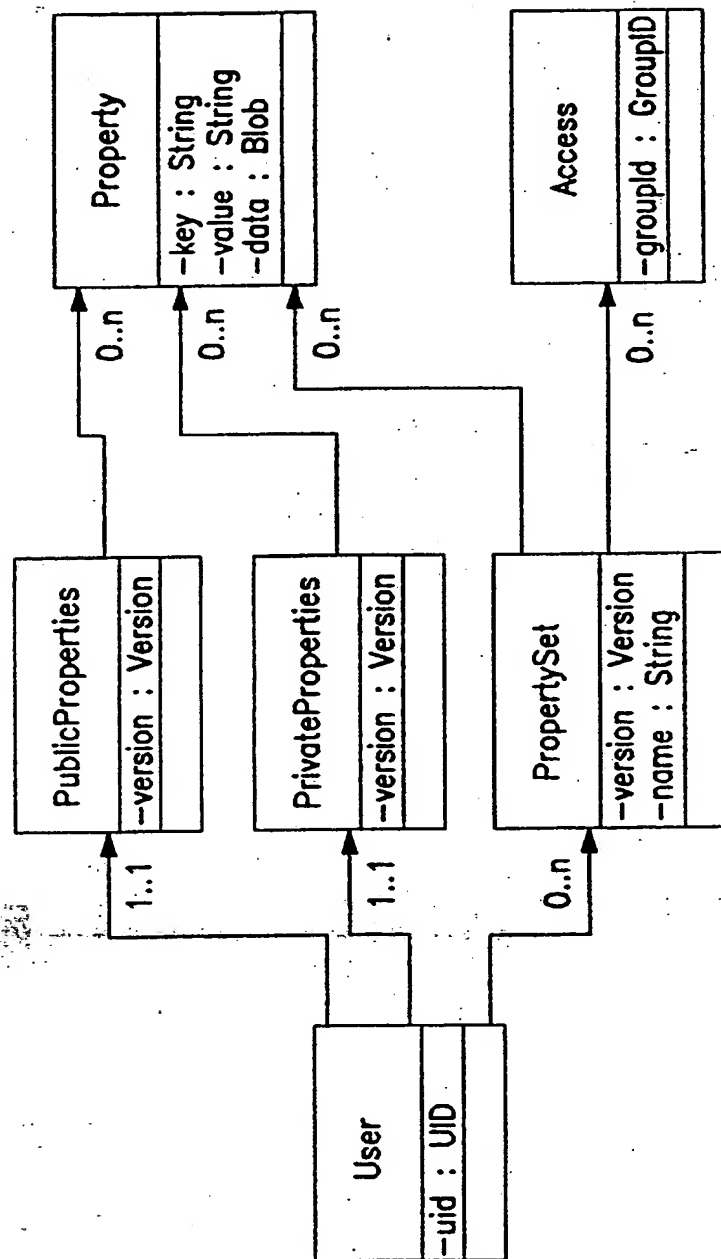 User
-uid : UID
1..1
1..1
0..n
PublicProperties
-version : Version
PrivateProperties
-version : Version
PropertySet
-version : Version
-name : String
0..n
0..n
0..n
0..n
Property
-key : String
-value : String
-data : Blob
Access
-groupId : GroupID